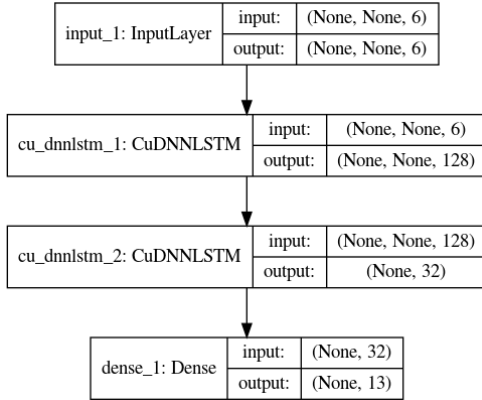 input_1: InputLayer
input: (None, None, 6)
output: (None, None, 6)
cu_dnnlstm_1: CuDNNLSTM
input: (None, None, 6)
output: (None, None, 128)
cu_dnnlstm_2: CuDNNLSTM
input: (None, None, 128)
output: (None, 32)
dense_1: Dense
input: (None, 32)
output: (None, 13)